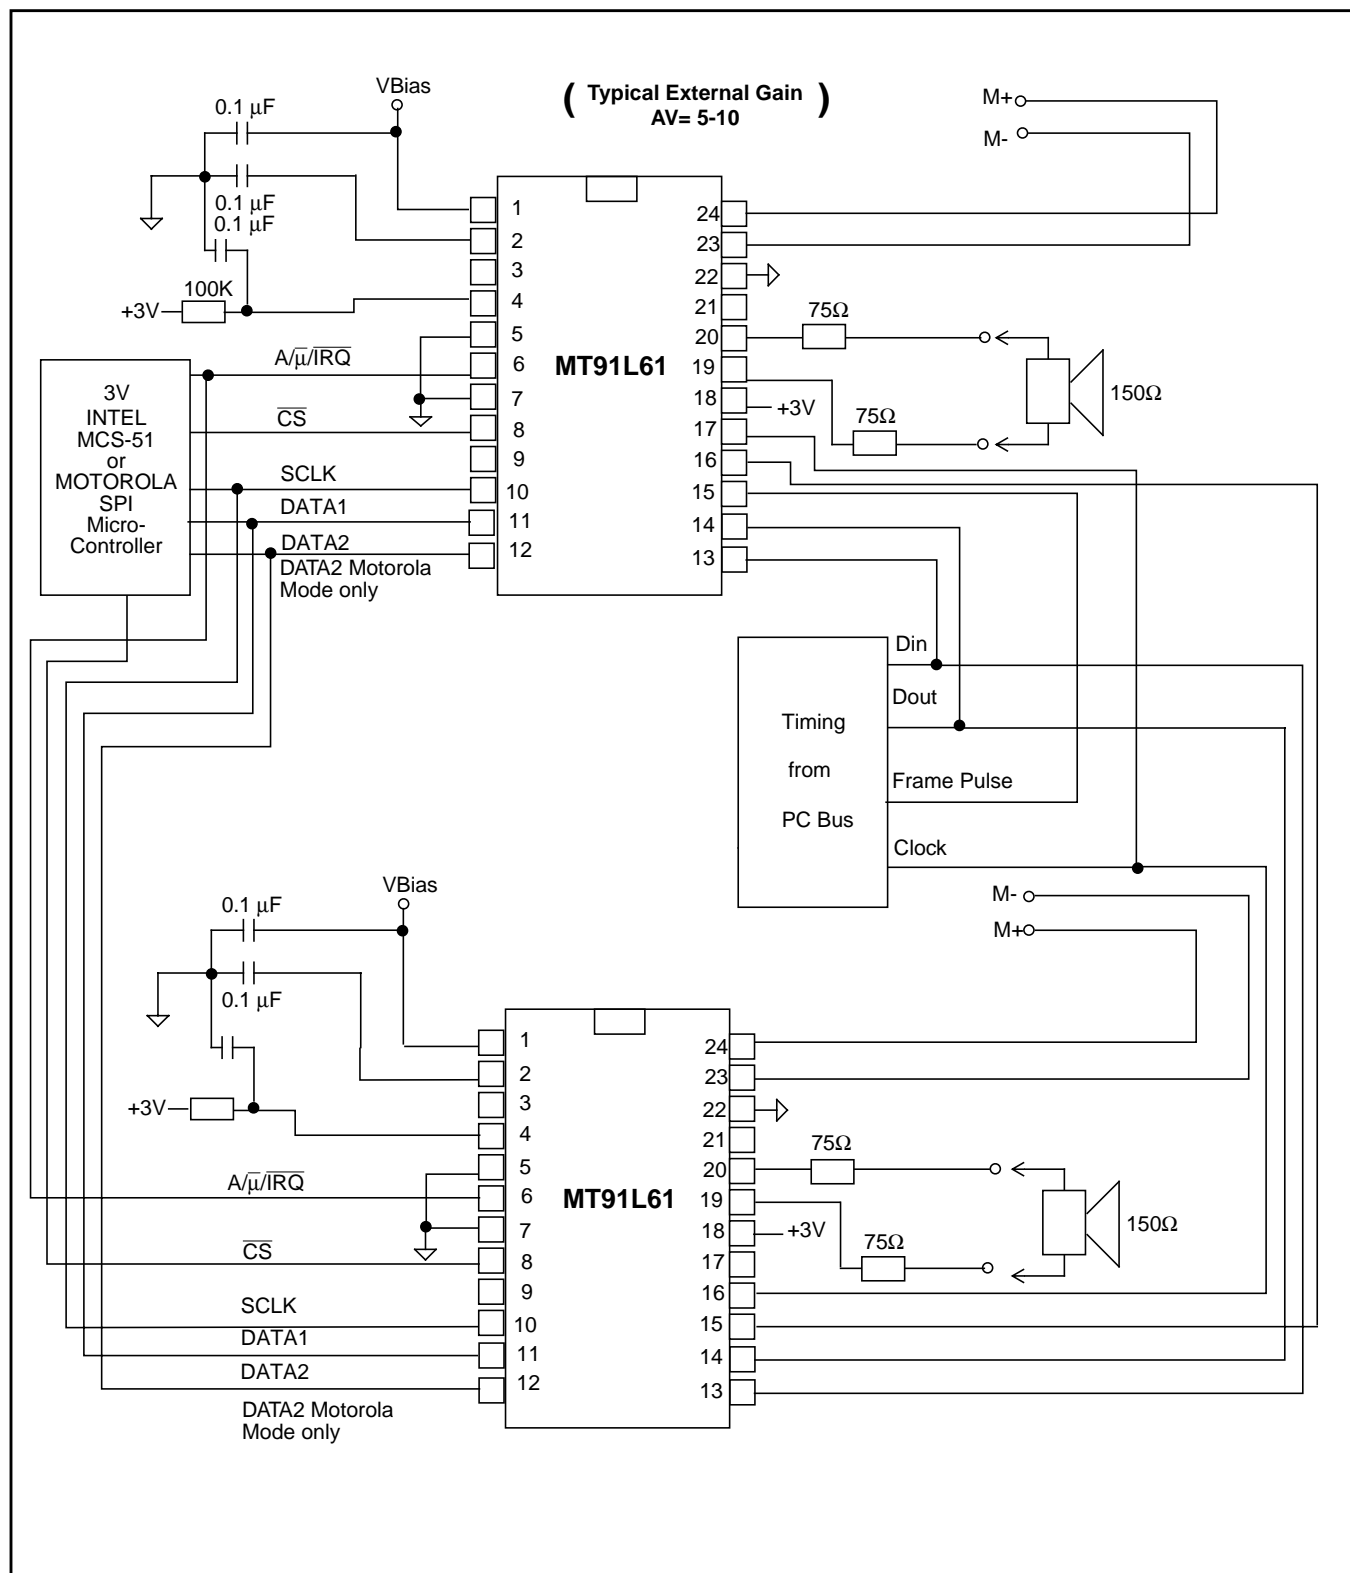 VBias
0.1 µF
( Typical External Gain )
AV= 5-10
M+
M-
0.1 µF
0.1 µF
100K
+3V
1
2
3
4
5
6
7
8
9
10
11
12
MT91L61
24
23
22
21
20
19
18
17
16
15
14
13
75Ω
+3V
75Ω
150Ω
3V
INTEL
MCS-51
or
MOTOROLA
SPI
Micro-
Controller
A/µ̅/I̅R̅Q̅
C̅S̅
SCLK
DATA1
DATA2
DATA2 Motorola
Mode only
Timing
from
PC Bus
Din
Dout
Frame Pulse
Clock
M-
M+
VBias
0.1 µF
0.1 µF
+3V
A/µ̅/I̅R̅Q̅
C̅S̅
SCLK
DATA1
DATA2
DATA2 Motorola
Mode only
1
2
3
4
5
6
7
8
9
10
11
12
MT91L61
24
23
22
21
20
19
18
17
16
15
14
13
75Ω
+3V
75Ω
150Ω